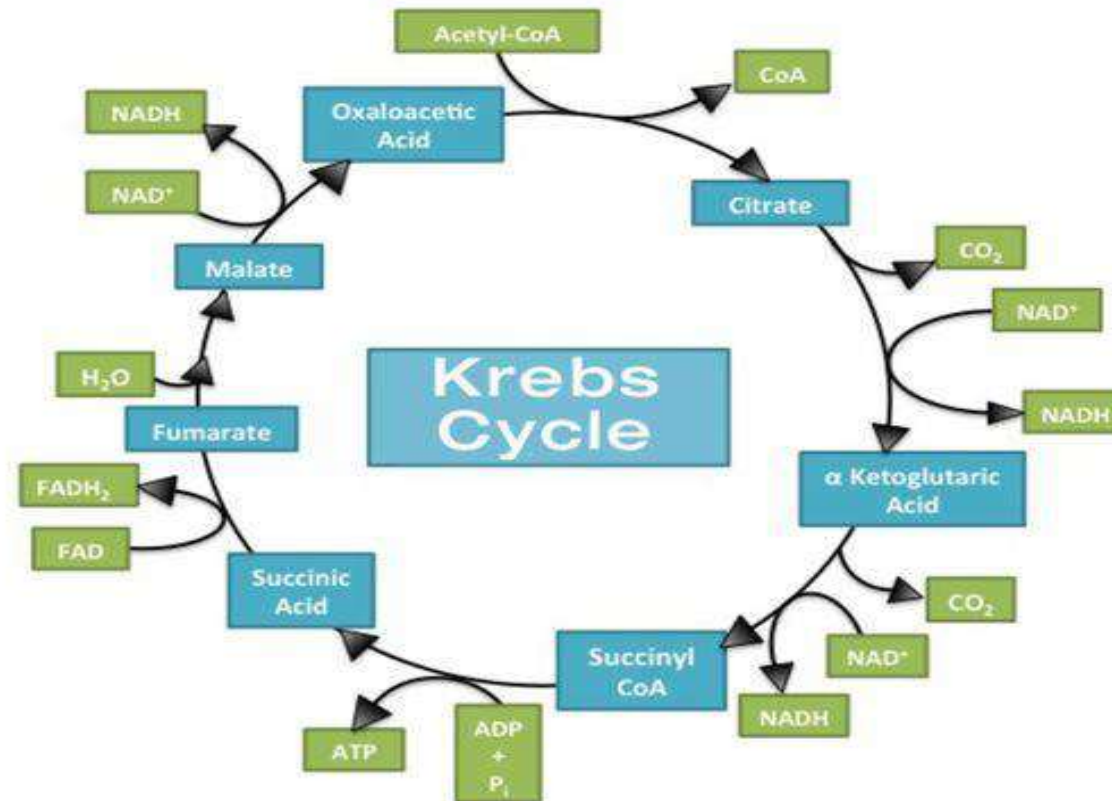 Acetyl-CoA
CoA
NADH
Oxaloacetic
Acid
NAD⁺
Citrate
CO₂
Malate
NAD⁺
H₂O
Krebs
Cycle
NADH
Fumarate
α Ketoglutaric
Acid
FADH₂
FAD
Succinic
Acid
CO₂
Succinyl
CoA
NAD⁺
NADH
ATP
ADP
+
Pᵢ